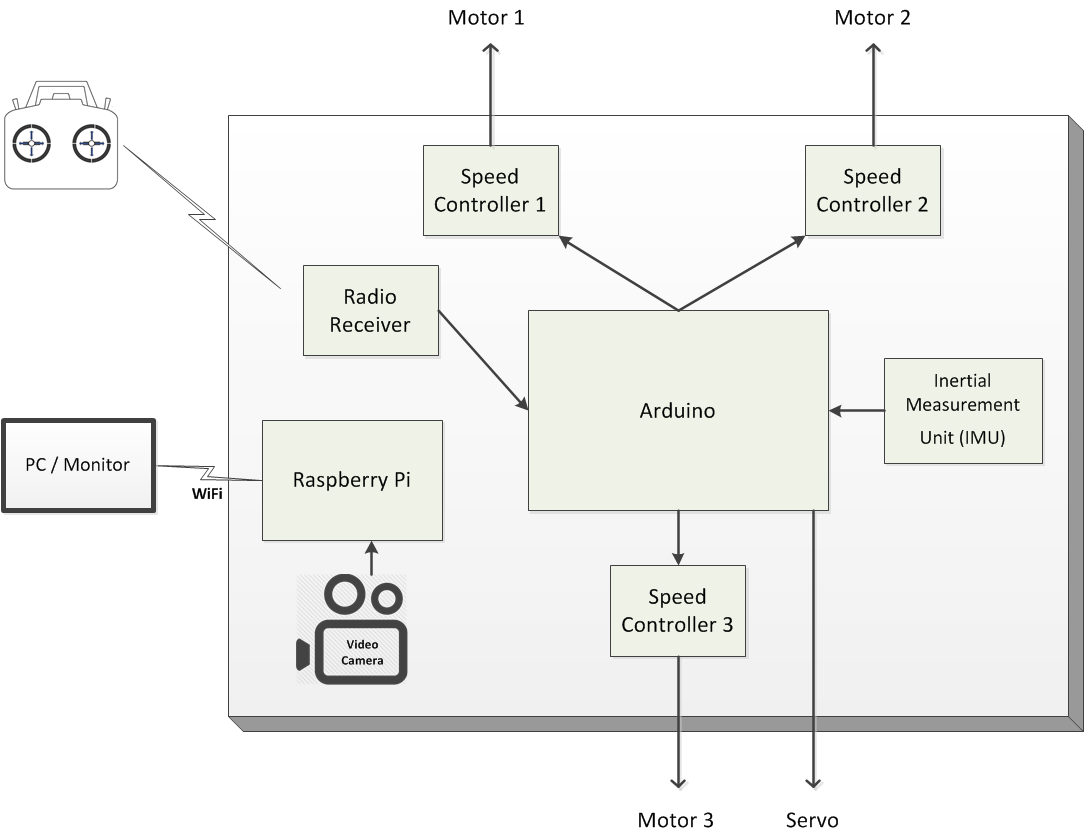 Motor 1
Motor 2
Speed
Controller 1
Speed
Controller 2
Radio
Receiver
Arduino
Inertial
Measurement
Unit (IMU)
PC / Monitor
WiFi
Raspberry Pi
Video
Camera
Speed
Controller 3
Motor 3
Servo